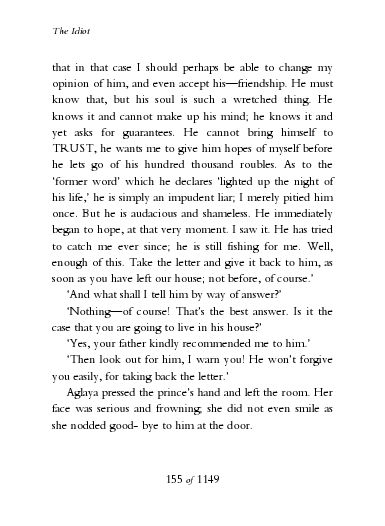 The Idiot
that in that case I should perhaps be able to change my
opinion of him, and even accept his—friendship. He must
know that, but his soul is such a wretched thing. He
knows it and cannot make up his mind; he knows it and
yet asks for guarantees. He cannot bring himself to
TRUST, he wants me to give him hopes of myself before
he lets go of his hundred thousand roubles. As to the
‘former word’ which he declares ‘lighted up the night of
his life,’ he is simply an impudent liar; I merely pitied him
once. But he is audacious and shameless. He immediately
began to hope, at that very moment. I saw it. He has tried
to catch me ever since; he is still fishing for me. Well,
enough of this. Take the letter and give it back to him, as
soon as you have left our house; not before, of course.’
‘And what shall I tell him by way of answer?’
‘Nothing—of course! That’s the best answer. Is it the
case that you are going to live in his house?’
‘Yes, your father kindly recommended me to him.’
‘Then look out for him, I warn you! He won’t forgive
you easily, for taking back the letter.’
Aglaya pressed the prince’s hand and left the room. Her
face was serious and frowning; she did not even smile as
she nodded good- bye to him at the door.
155 of 1149